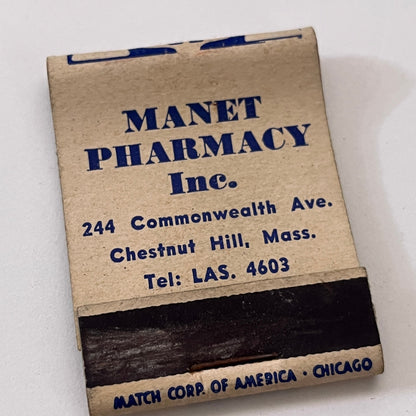 MANET
PHARMACY
Inc.
244 Commonwealth Ave.
Chestnut Hill, Mass.
Tel: LAS. 4603
MATCH CORP. OF AMERICA · CHICAGO